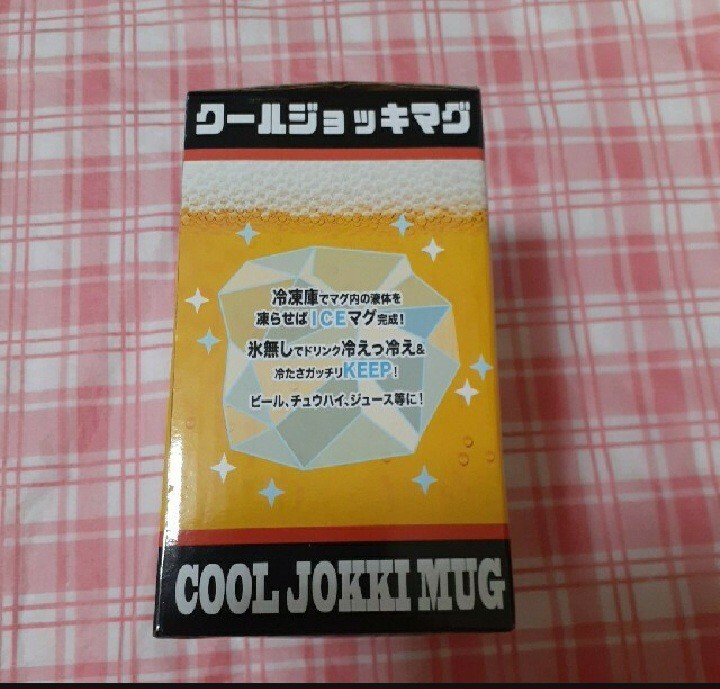 クールジョッキマグ
冷凍庫でマグ内の液体を
凍らせばICEマグ完成!
氷無しでドリンク冷えっ冷え&
冷たさガッチリKEEP!
ビール、チュウハイ、ジュース等に!
COOL JOKKI MUG